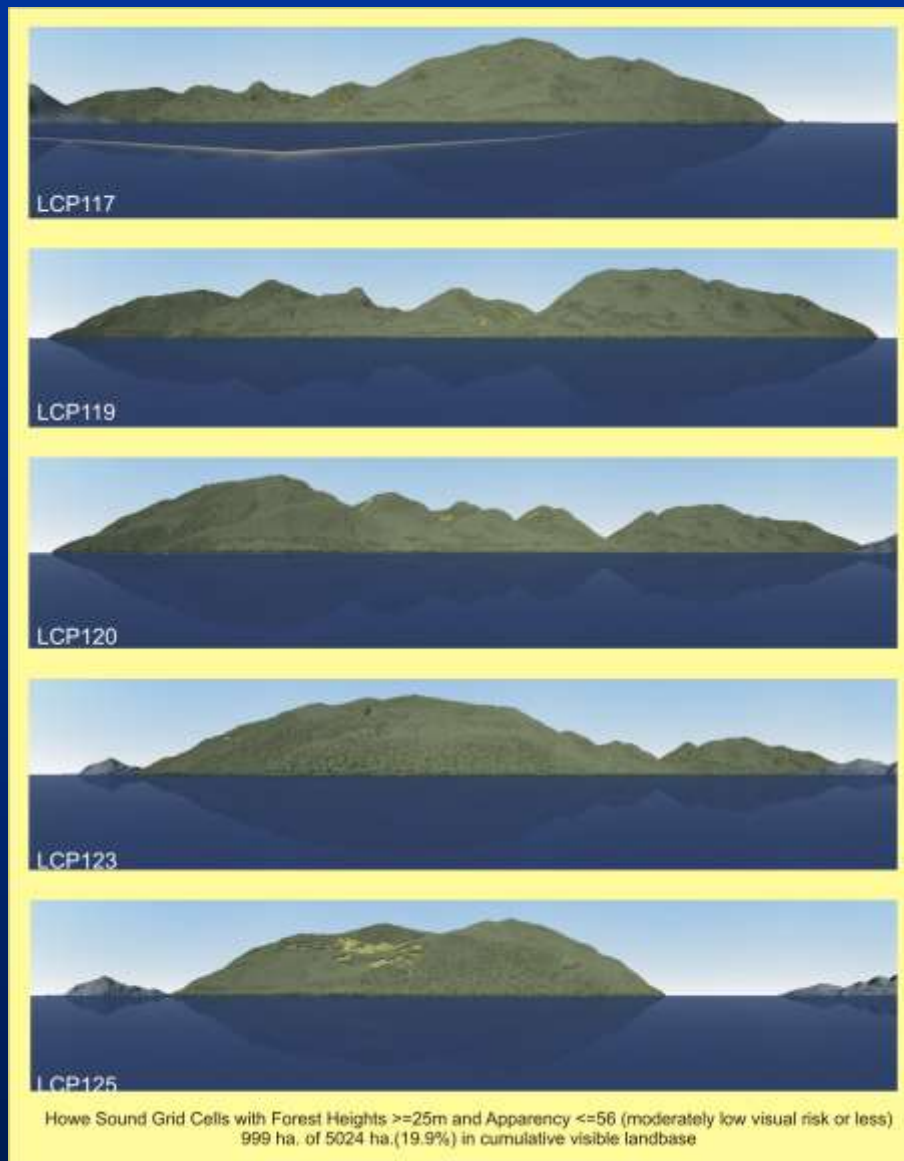 LCP117
LCP119
LCP120
LCP123
LCP125
Howe Sound Grid Cells with Forest Heights >=25m and Apparency <=56 (moderately low visual risk or less)
999 ha. of 5024 ha.(19.9%) in cumulative visible landbase